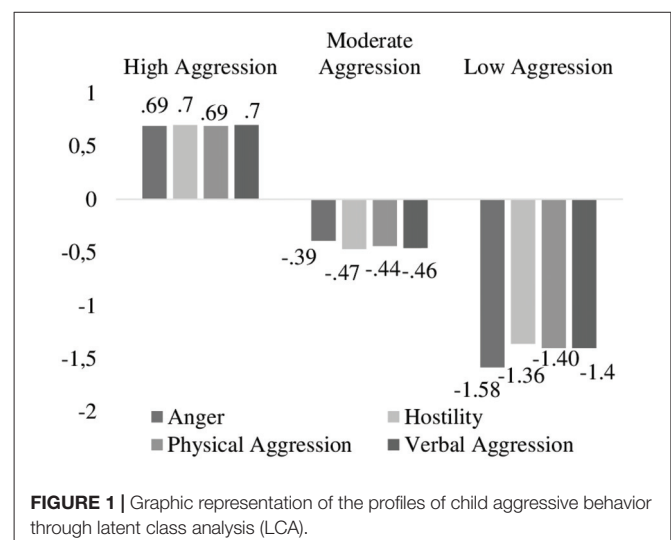 Moderate
High Aggression Aggression Low Aggression
1
.69 .7 .69 .7
0,5
0
-0,5
-.39 -.47 -.44 -.46
-1
-1,5
-1.58 -1.36 -1.40 -1.4
-2
Anger Hostility
Physical Aggression Verbal Aggression
FIGURE 1 | Graphic representation of the profiles of child aggressive behavior
through latent class analysis (LCA).